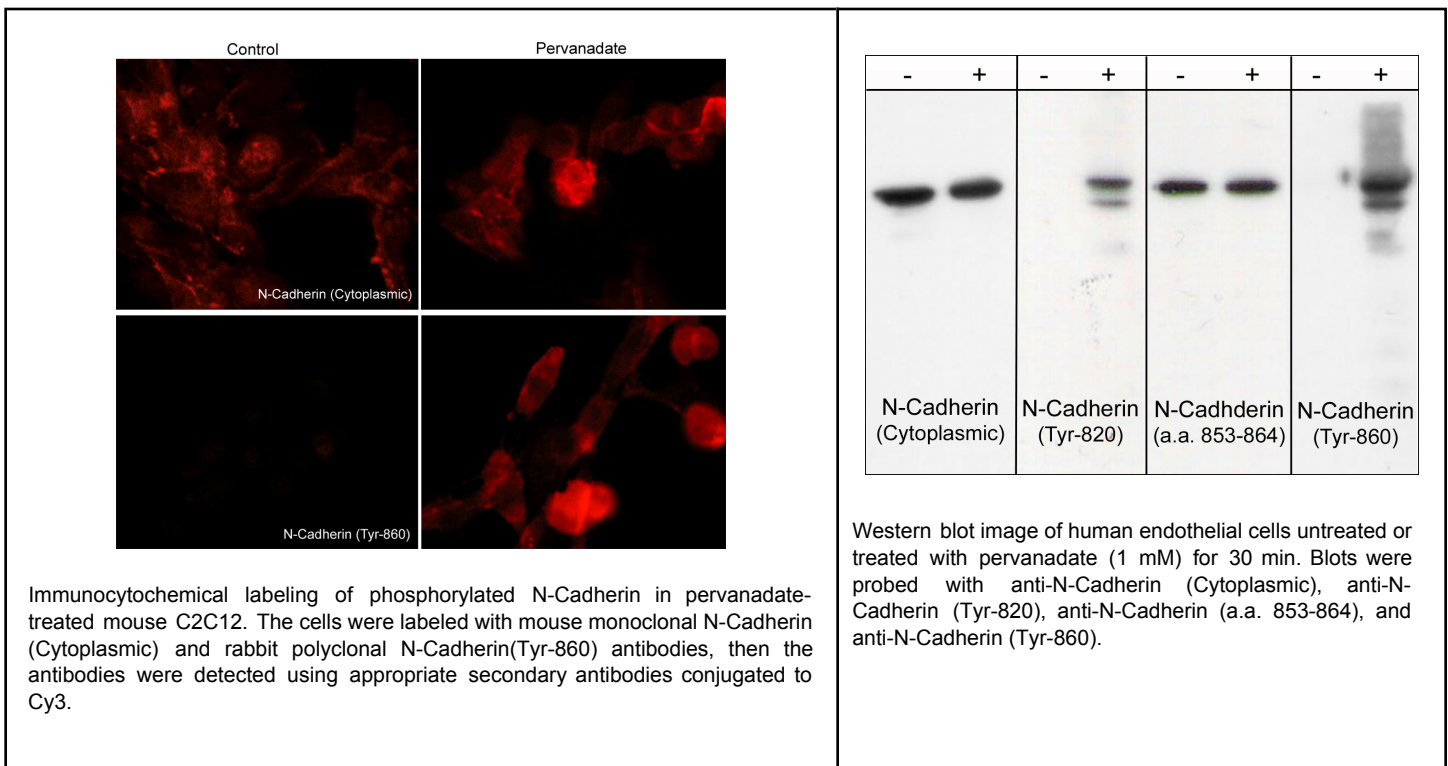 Control
Pervanadate
N-Cadherin (Cytoplasmic)
N-Cadherin (Tyr-860)
Immunocytochemical labeling of phosphorylated N-Cadherin in pervanadate-
treated mouse C2C12. The cells were labeled with mouse monoclonal N-Cadherin
(Cytoplasmic) and rabbit polyclonal N-Cadherin(Tyr-860) antibodies, then the
antibodies were detected using appropriate secondary antibodies conjugated to
Cy3.
- + - + - + - +
N-Cadherin
(Cytoplasmic)
N-Cadherin
(Tyr-820)
N-Cadhderin
(a.a. 853-864)
N-Cadherin
(Tyr-860)
Western blot image of human endothelial cells untreated or
treated with pervanadate (1 mM) for 30 min. Blots were
probed with anti-N-Cadherin (Cytoplasmic), anti-N-
Cadherin (Tyr-820), anti-N-Cadherin (a.a. 853-864), and
anti-N-Cadherin (Tyr-860).